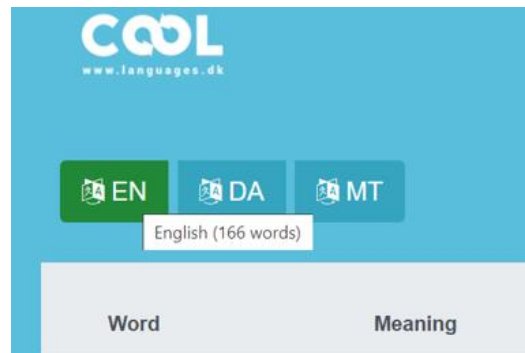 COOL
www.languages.dk
EN DA MT
English (166 words)
Word Meaning